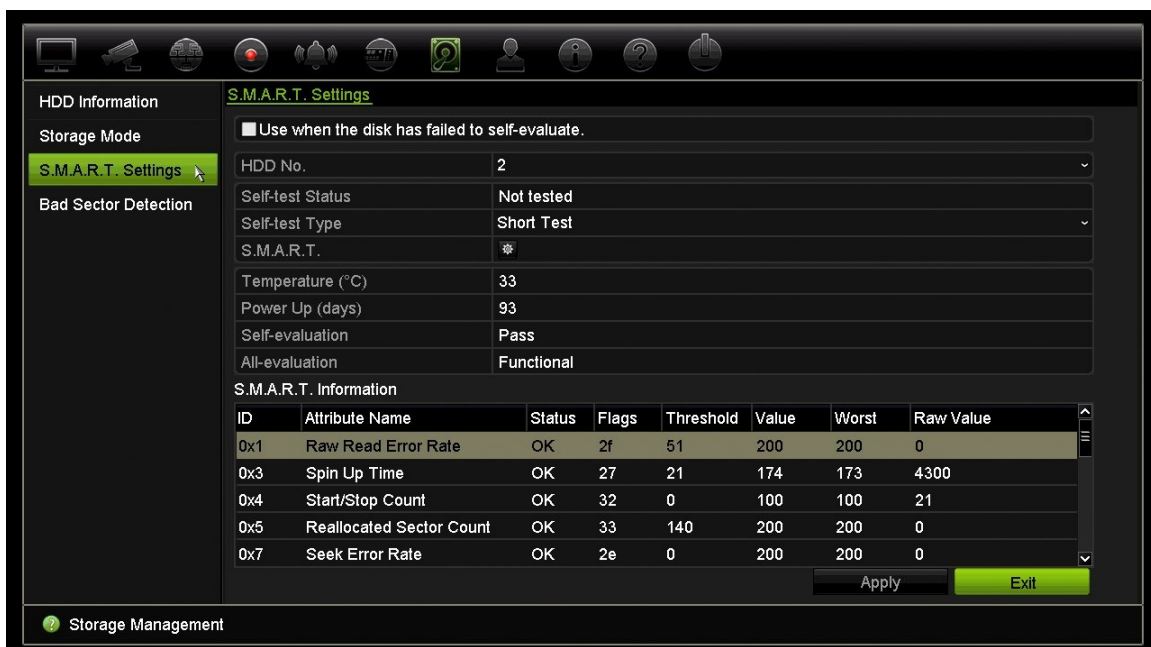 HDD Information
Storage Mode
S.M.A.R.T. Settings
Bad Sector Detection
S.M.A.R.T. Settings
Use when the disk has failed to self-evaluate.
HDD No. 2
Self-test Status Not tested
Self-test Type Short Test
S.M.A.R.T.
Temperature (°C) 33
Power Up (days) 93
Self-evaluation Pass
All-evaluation Functional
S.M.A.R.T. Information
ID Attribute Name Status Flags Threshold Value Worst Raw Value
0x1 Raw Read Error Rate OK 2f 51 200 200 0
0x3 Spin Up Time OK 27 21 174 173 4300
0x4 Start/Stop Count OK 32 0 100 100 21
0x5 Reallocated Sector Count OK 33 140 200 200 0
0x7 Seek Error Rate OK 2e 0 200 200 0
Apply Exit
Storage Management